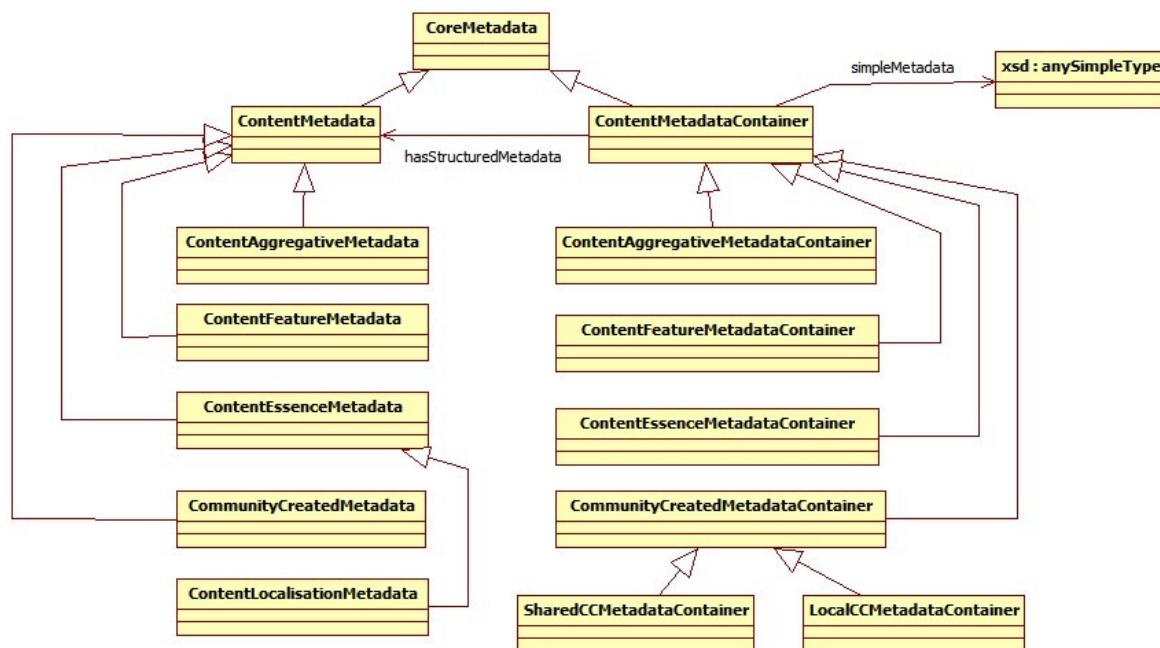 CoreMetadata
simpleMetadata
xsd : anySimpleType
ContentMetadata
ContentMetadataContainer
hasStructuredMetadata
ContentAggregativeMetadata
ContentAggregativeMetadataContainer
ContentFeatureMetadata
ContentFeatureMetadataContainer
ContentEssenceMetadata
ContentEssenceMetadataContainer
CommunityCreatedMetadata
CommunityCreatedMetadataContainer
ContentLocalisationMetadata
SharedCCMetadataContainer
LocalCCMetadataContainer